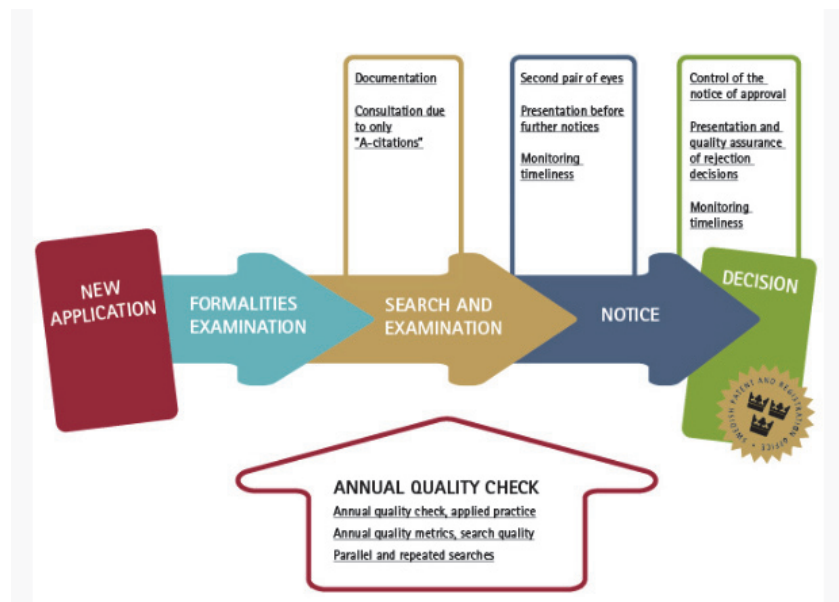 Documentation
Consultation due
to only
"A-citations"
Second pair of eyes
Presentation before
further notices
Monitoring
timeliness
Control of the
notice of approval
Presentation and
quality assurance
of rejection
decisions
Monitoring
timeliness
NEW
APPLICATION
FORMALITIES
EXAMINATION
SEARCH AND
EXAMINATION
NOTICE
DECISION
SWEDISH PATENT AND REGISTRATION OFFICE
ANNUAL QUALITY CHECK
Annual quality check, applied practice
Annual quality metrics, search quality
Parallel and repeated searches